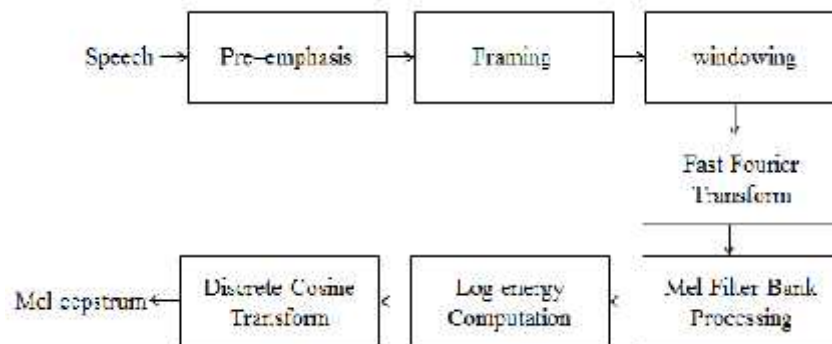 Speech
Pre-emphasis
Framing
windowing
Fast Fourier
Transform
Mel Filter Bank
Processing
Log energy
Computation
Discrete Cosine
Transform
Mel cepstrum